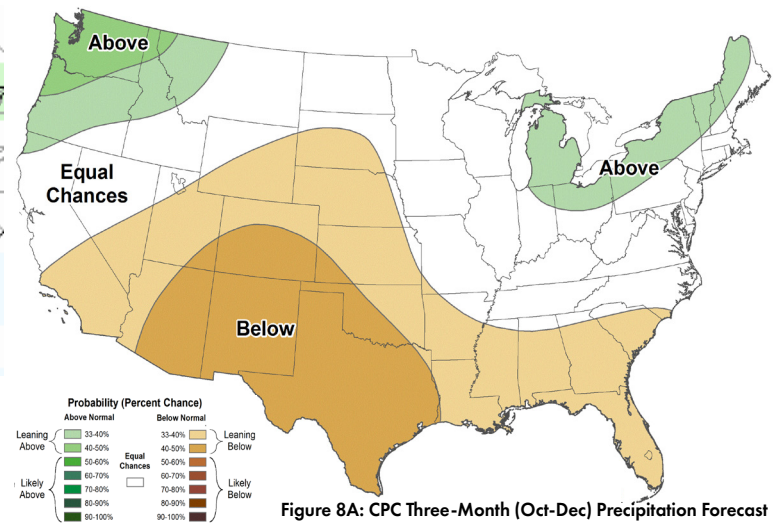 Above
Equal
Chances
Above
Below
Probability (Percent Chance)
Above Normal
Below Normal
Leaning
Above
33-40%
40-50%
Likely
Above
50-60%
60-70%
70-80%
80-90%
90-100%
Equal
Chances
33-40%
40-50%
Leaning
Below
50-60%
60-70%
70-80%
80-90%
90-100%
Likely
Below
Figure 8A: CPC Three-Month (Oct-Dec) Precipitation Forecast